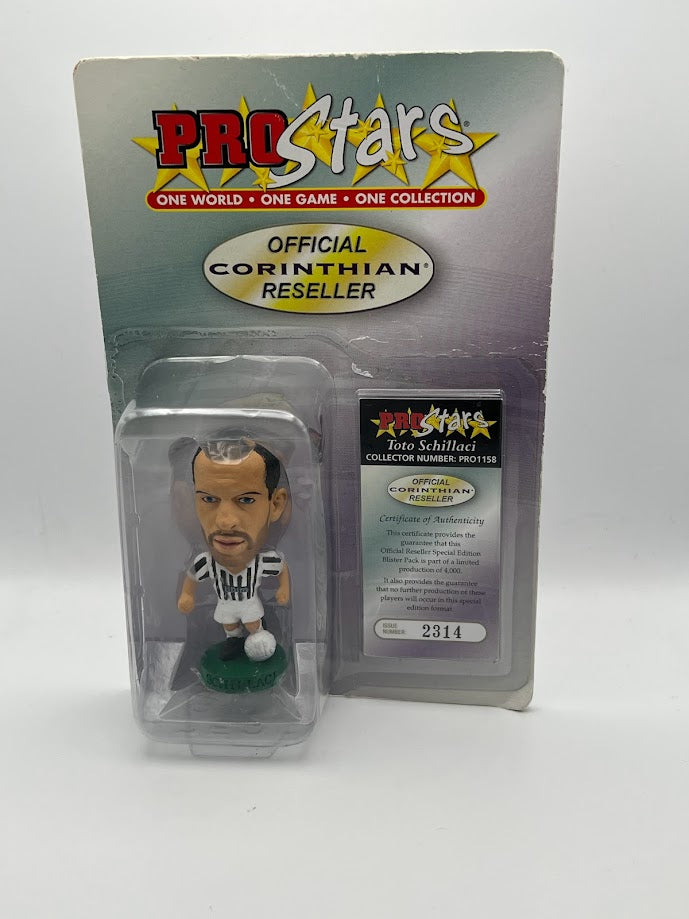 PROStars®
ONE WORLD • ONE GAME • ONE COLLECTION
OFFICIAL
CORINTHIAN®
RESELLER
PROStars
Toto Schillaci
COLLECTOR NUMBER: PRO1158
OFFICIAL
CORINTHIAN®
RESELLER
Certificate of Authenticity
This certificate provides the
guarantee that this
Official Reseller Special Edition
Blister Pack is part of a limited
production of 4,000.
It also provides the guarantee
that no further production of these
players will occur in this special
edition format.
ISSUE
NUMBER: 2314
SCHILLACI